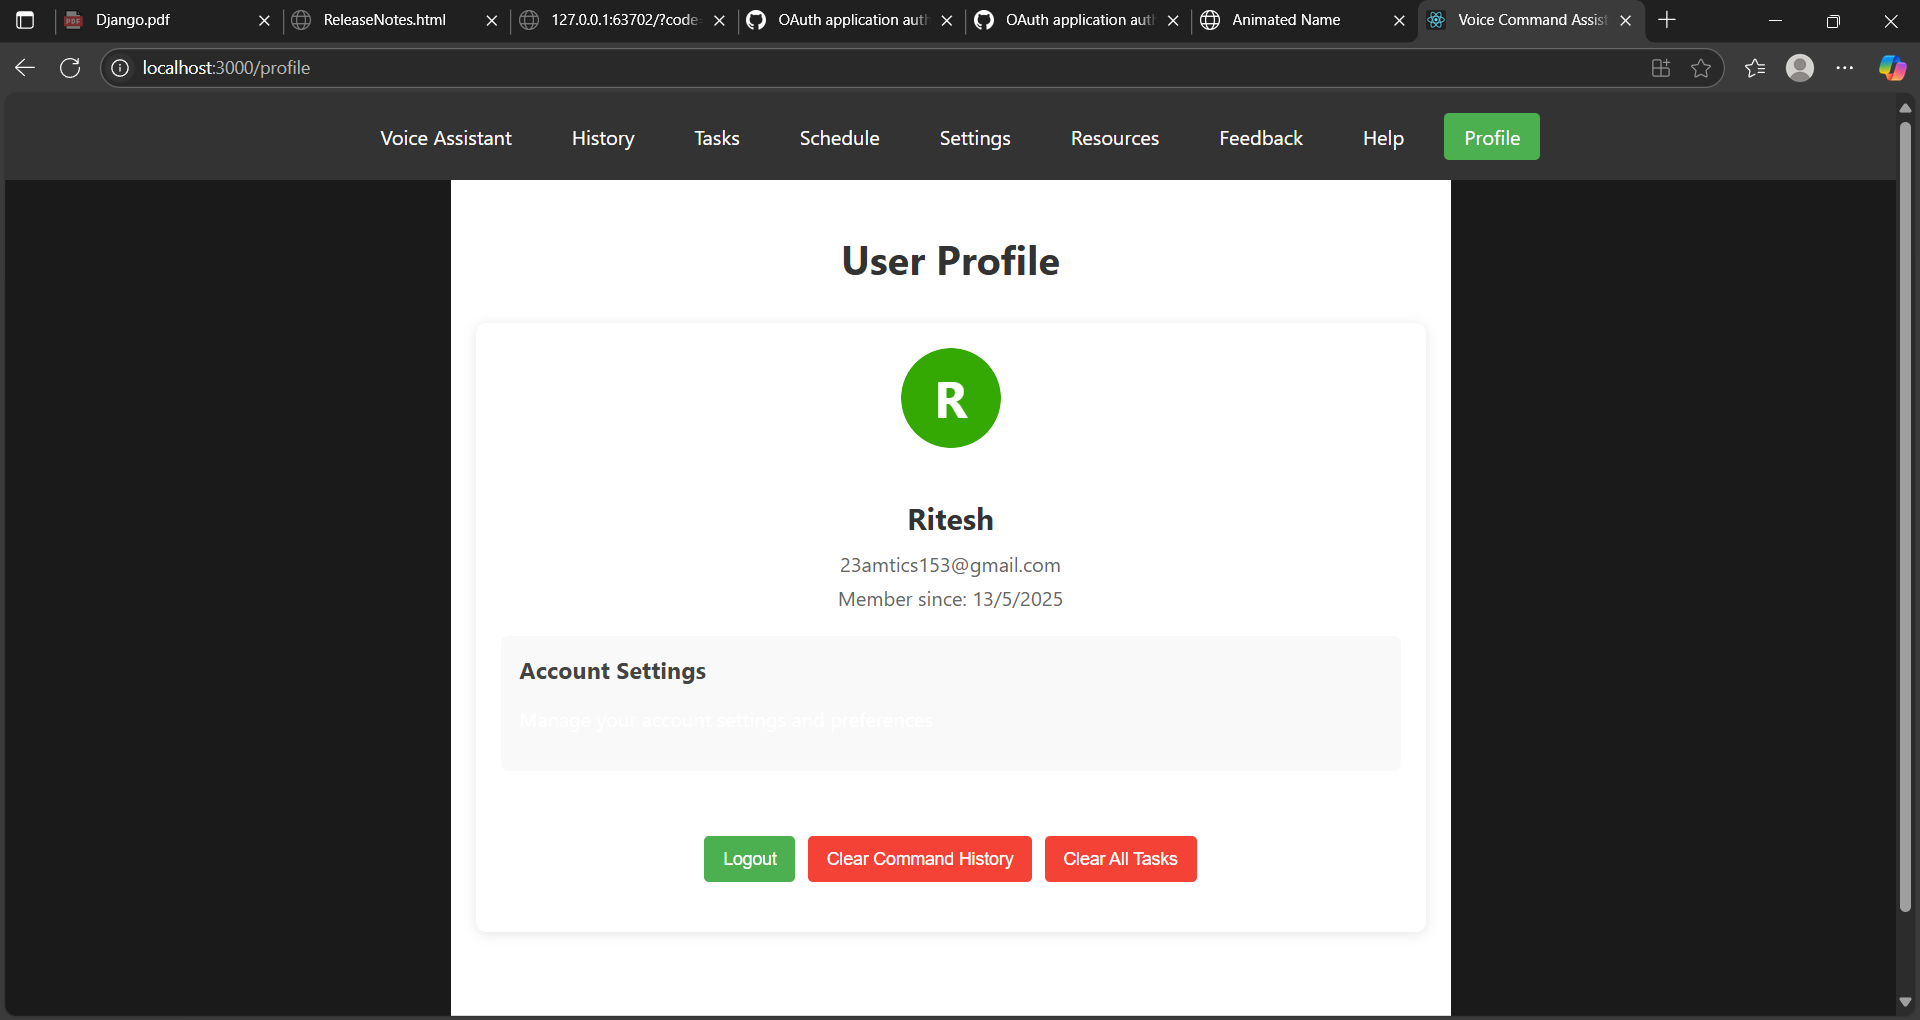 Django.pdf
ReleaseNotes.html
127.0.0.1:63702/?code=
OAuth application auth
OAuth application auth
Animated Name
Voice Command Assist
localhost:3000/profile
Voice Assistant
History
Tasks
Schedule
Settings
Resources
Feedback
Help
Profile
User Profile
R
Ritesh
23amtics153@gmail.com
Member since: 13/5/2025
Account Settings
Manage your account settings and preferences
Logout
Clear Command History
Clear All Tasks